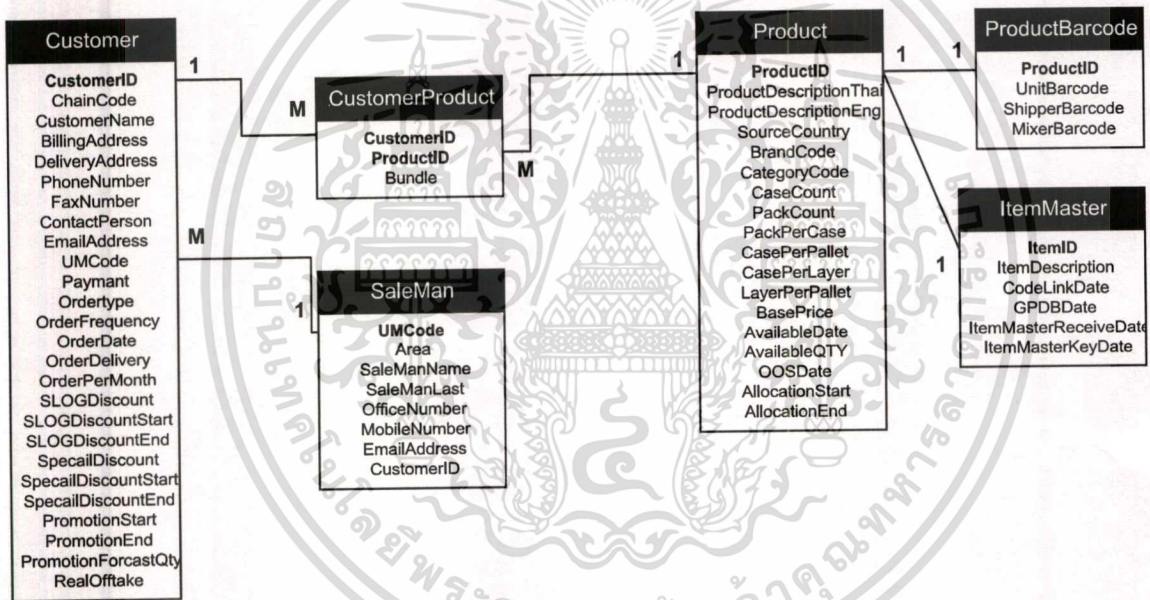 Customer
CustomerID
ChainCode
CustomerName
BillingAddress
DeliveryAddress
PhoneNumber
FaxNumber
ContactPerson
EmailAddress
UMCode
Paymant
Ordertype
OrderFrequency
OrderDate
OrderDelivery
OrderPerMonth
SLOGDiscount
SLOGDiscountStart
SLOGDiscountEnd
SpecailDiscount
SpecailDiscountStart
SpecailDiscountEnd
PromotionStart
PromotionEnd
PromotionForcastQty
RealOfftake
1
M
M
1
CustomerProduct
CustomerID
ProductID
Bundle
M
1
SaleMan
UMCode
Area
SaleManName
SaleManLast
OfficeNumber
MobileNumber
EmailAddress
CustomerID
Product
ProductID
ProductDescriptionThai
ProductDescriptionEng
SourceCountry
BrandCode
CategoryCode
CaseCount
PackCount
PackPerCase
CasePerPallet
CasePerLayer
LayerPerPallet
BasePrice
AvailableDate
AvailableQTY
OOSDate
AllocationStart
AllocationEnd
1
1
1
ProductBarcode
ProductID
UnitBarcode
ShipperBarcode
MixerBarcode
ItemMaster
ItemID
ItemDescription
CodeLinkDate
GPDBDate
ItemMasterReceiveDate
ItemMasterKeyDate